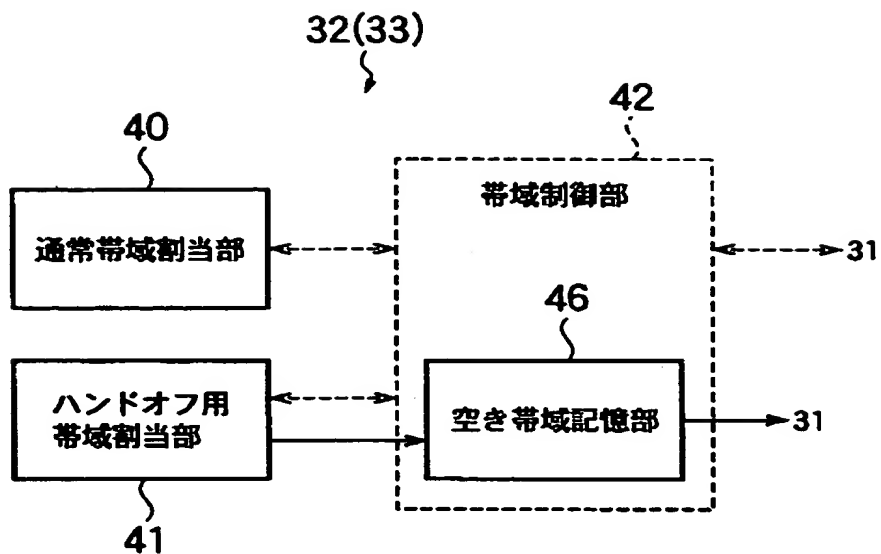 32(33)
42
40
帯域制御部
通常帯域割当部
31
46
ハンドオフ用
帯域割当部
空き帯域記憶部
31
41